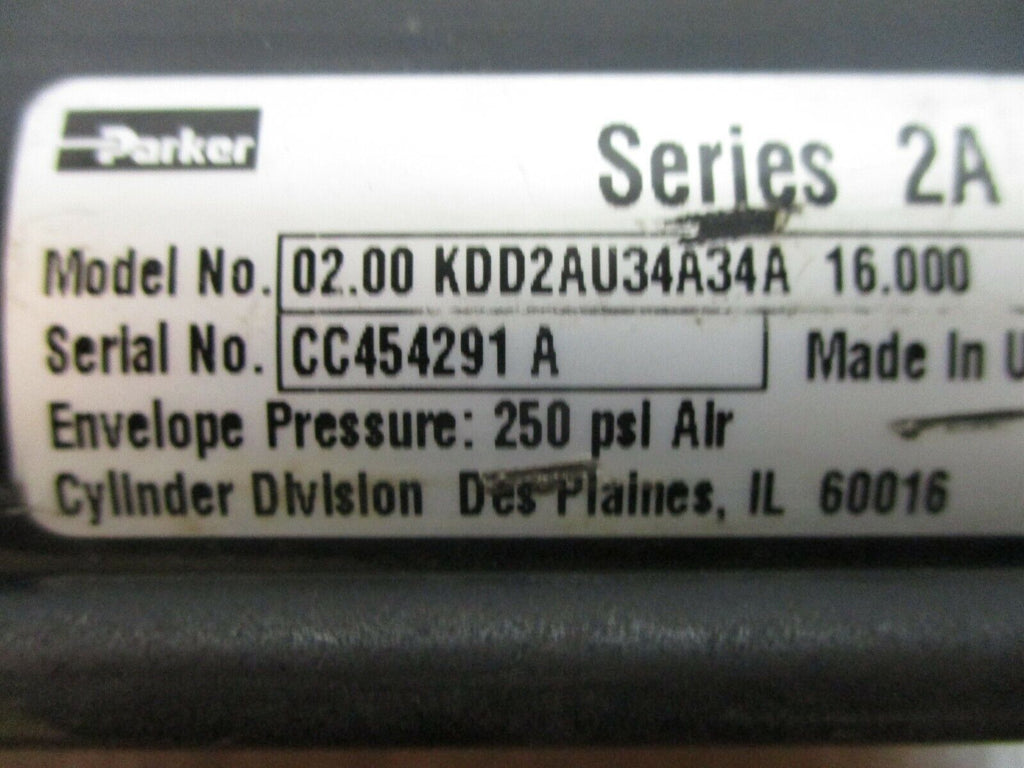 Parker
Series 2A
Model No. 02.00 KDD2AU34A34A 16.000
Serial No. CC454291 A
Made In U
Envelope Pressure: 250 psi Air
Cylinder Division Des Plaines, IL 60016